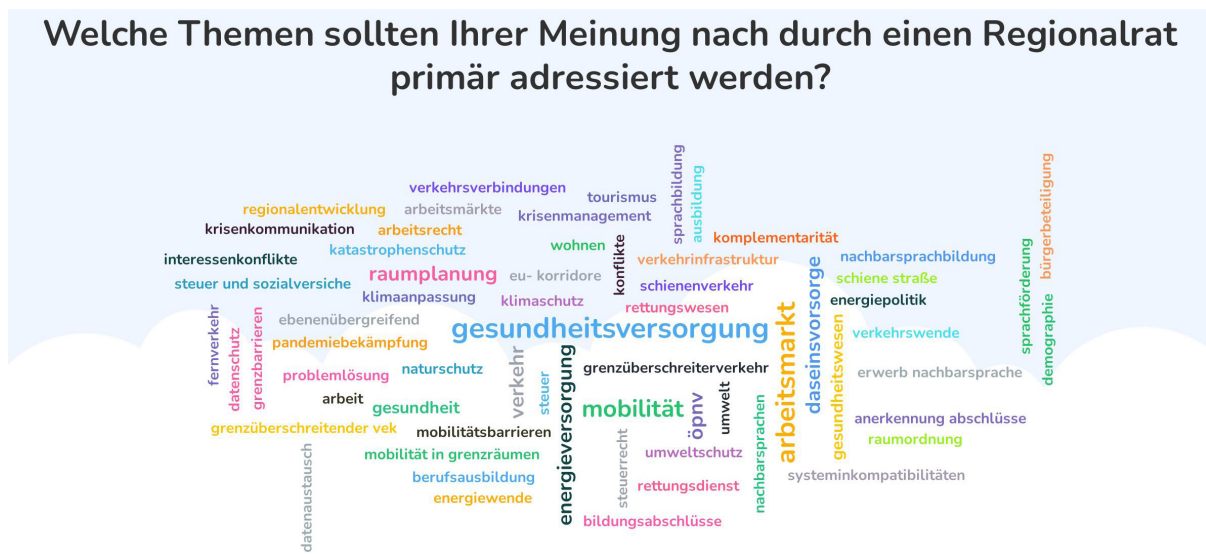 Welche Themen sollten Ihrer Meinung nach durch einen Regionalrat
primär adressiert werden?
sprachbildung
ausbildung
bürgerbeteiligung
verkehrsverbindungen
tourismus
regionalentwicklung
arbeitsmärkte
krisenmanagement
krisenkommunikation
arbeitsrecht
komplementarität
katastrophenschutz
wohnen
konflikte
interessenkonflikte
verkehrinfrastruktur
nachbarsprachbildung
sprachförderung
raumplanung
eu- korridore
daseinsvorsorge
schiene straße
steuer und sozialversiche
schienenverkehr
klimaanpassung
klimaschutz
energiepolitik
rettungswesen
demographie
fernverkehr
datenschutz
grenzbarrieren
ebenenübergreifend
gesundheitsversorgung
arbeitsmarkt
gesundheitswesen
verkehrswende
pandemiebekämpfung
verkehr
energieversorgung
naturschutz
grenzüberschreiterverkehr
erwerb nachbarsprache
problemlösung
steuer
umwelt
arbeit
gesundheit
mobilität
öpnv
nachbarsprachen
anerkennung abschlüsse
grenzüberschreitender vek
mobilitätsbarrieren
raumordnung
datenaustausch
mobilität in grenzräumen
steuerrecht
umweltschutz
berufsausbildung
rettungsdienst
systeminkompatibilitäten
energiewende
bildungsabschlüsse